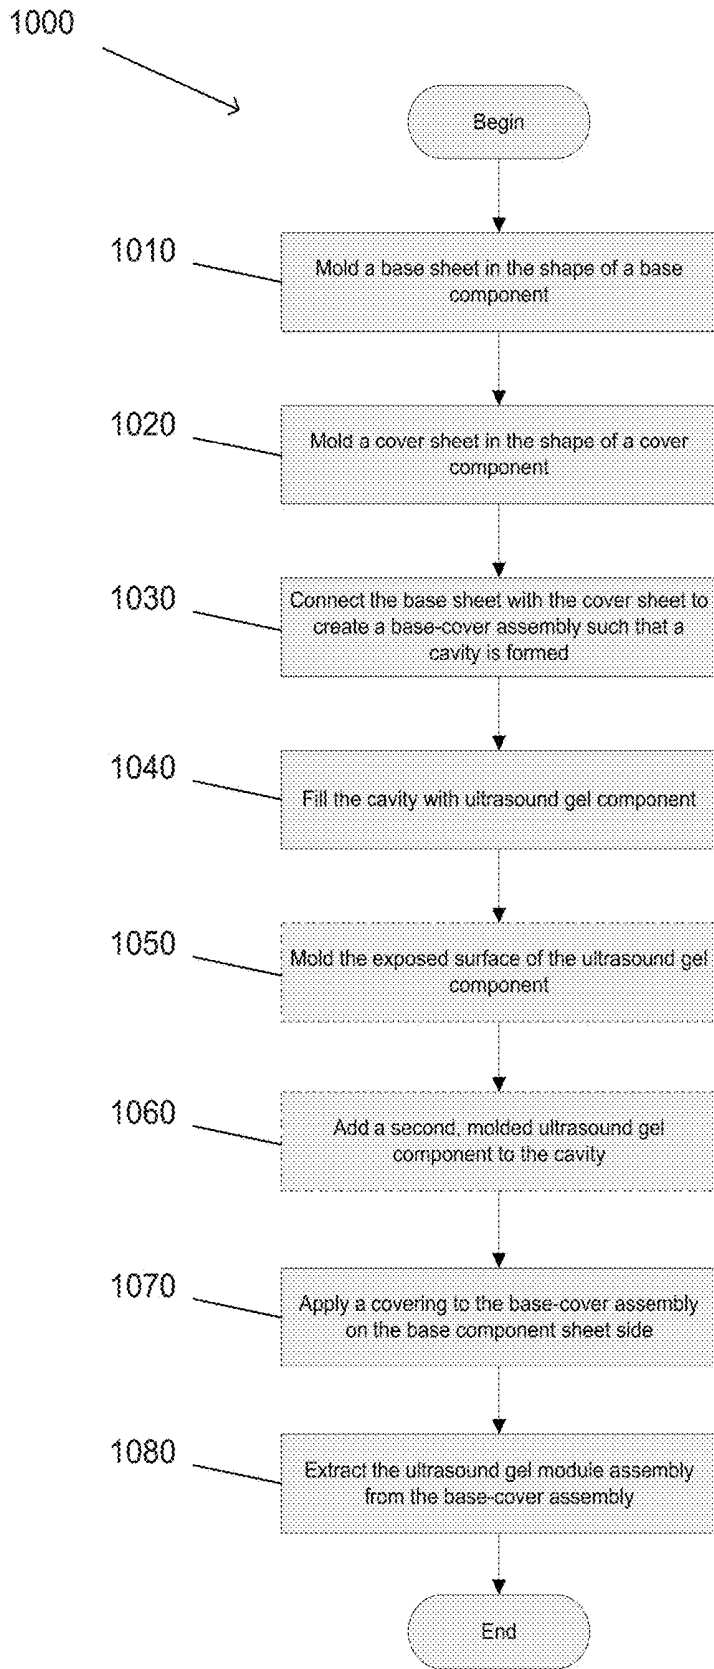 1000
Begin
1010
Mold a base sheet in the shape of a base
component
1020
Mold a cover sheet in the shape of a cover
component
1030
Connect the base sheet with the cover sheet to
create a base-cover assembly such that a
cavity is formed
1040
Fill the cavity with ultrasound gel component
1050
Mold the exposed surface of the ultrasound gel
component
1060
Add a second, molded ultrasound gel
component to the cavity
1070
Apply a covering to the base-cover assembly
on the base component sheet side
1080
Extract the ultrasound gel module assembly
from the base-cover assembly
End